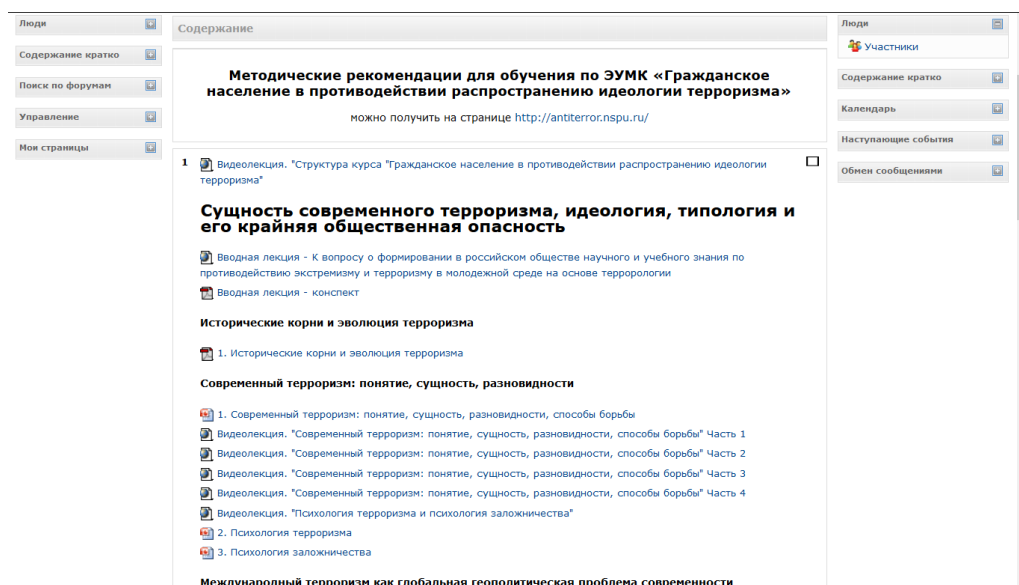 Люди
Содержание кратко
Поиск по форумам
Управление
Мои страницы
Содержание
Методические рекомендации для обучения по ЭУМК «Гражданское
население в противодействии распространению идеологии терроризма»
можно получить на странице http://antiterror.nspu.ru/
1 Видеолекция. "Структура курса "Гражданское население в противодействии распространению идеологии
терроризма"
Сущность современного терроризма, идеология, типология и
его крайняя общественная опасность
Вводная лекция - К вопросу о формировании в российском обществе научного и учебного знания по
противодействию экстремизму и терроризму в молодежной среде на основе террорологии
Вводная лекция - конспект
Исторические корни и эволюция терроризма
1. Исторические корни и эволюция терроризма
Современный терроризм: понятие, сущность, разновидности
1. Современный терроризм: понятие, сущность, разновидности, способы борьбы
Видеолекция. "Современный терроризм: понятие, сущность, разновидности, способы борьбы" Часть 1
Видеолекция. "Современный терроризм: понятие, сущность, разновидности, способы борьбы" Часть 2
Видеолекция. "Современный терроризм: понятие, сущность, разновидности, способы борьбы" Часть 3
Видеолекция. "Современный терроризм: понятие, сущность, разновидности, способы борьбы" Часть 4
Видеолекция. "Психология терроризма и психология заложничества"
2. Психология терроризма
3. Психология заложничества
Международный терроризм как глобальная геополитическая проблема современности
Люди
Участники
Содержание кратко
Календарь
Наступающие события
Обмен сообщениями